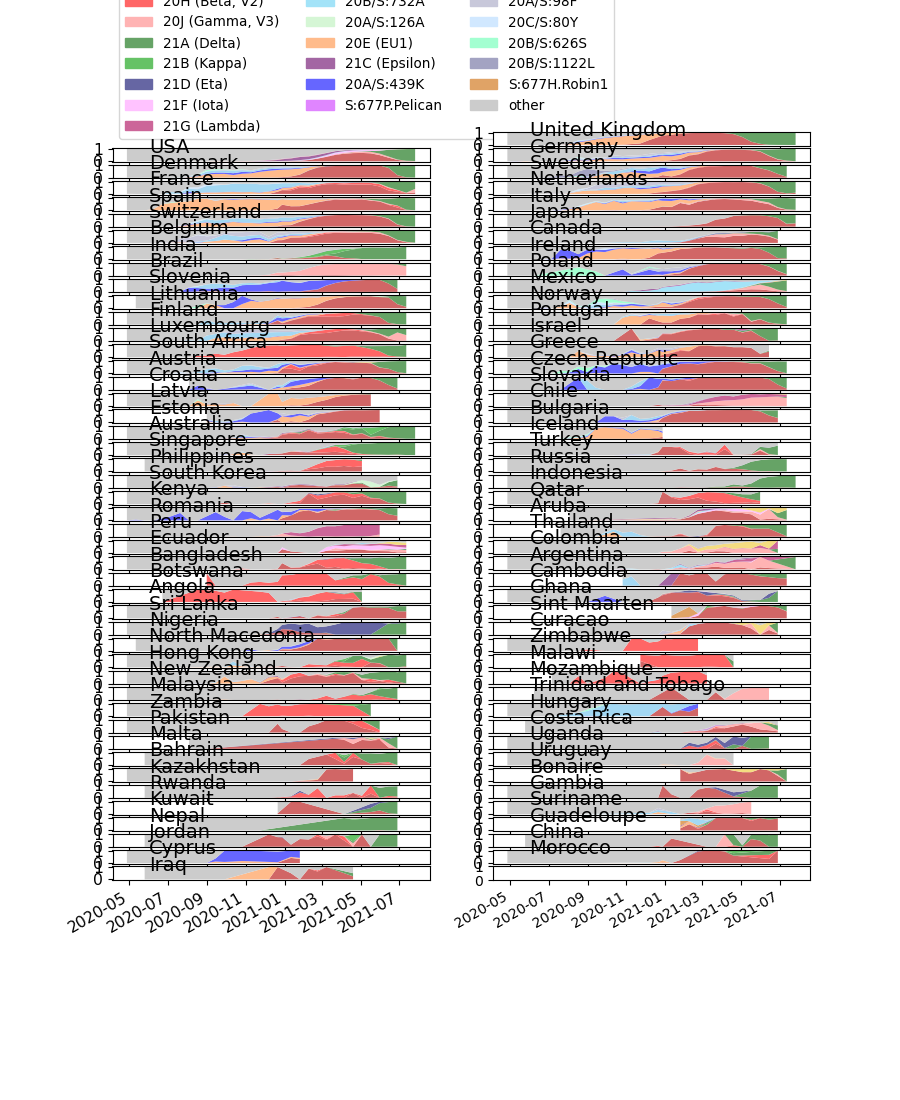 20H (Beta, V2)
20J (Gamma, V3)
21A (Delta)
21B (Kappa)
21D (Eta)
21F (Iota)
21G (Lambda)
20B/S:732A
20A/S:126A
20E (EU1)
21C (Epsilon)
20A/S:439K
S:677P.Pelican
20A/S:98F
20C/S:80Y
20B/S:626S
20B/S:1122L
S:677H.Robin1
other
USA
Denmark
France
Spain
Switzerland
Belgium
India
Brazil
Slovenia
Lithuania
Finland
Luxembourg
South Africa
Austria
Croatia
Latvia
Estonia
Australia
Singapore
Philippines
South Korea
Kenya
Romania
Peru
Ecuador
Bangladesh
Botswana
Angola
Sri Lanka
Nigeria
North Macedonia
Hong Kong
New Zealand
Malaysia
Zambia
Pakistan
Malta
Bahrain
Kazakhstan
Rwanda
Kuwait
Nepal
Jordan
Cyprus
Iraq
0
2020-05 2020-07 2020-09 2020-11 2021-01 2021-03 2021-05 2021-07
1
United Kingdom
Germany
Sweden
Netherlands
Italy
Japan
Canada
Ireland
Poland
Mexico
Norway
Portugal
Israel
Greece
Czech Republic
Slovakia
Chile
Bulgaria
Iceland
Turkey
Russia
Indonesia
Qatar
Aruba
Thailand
Colombia
Argentina
Cambodia
Ghana
Sint Maarten
Curacao
Zimbabwe
Malawi
Mozambique
Trinidad and Tobago
Hungary
Costa Rica
Uganda
Uruguay
Bonaire
Gambia
Suriname
Guadeloupe
China
Morocco
0
2020-05 2020-07 2020-09 2020-11 2021-01 2021-03 2021-05 2021-07